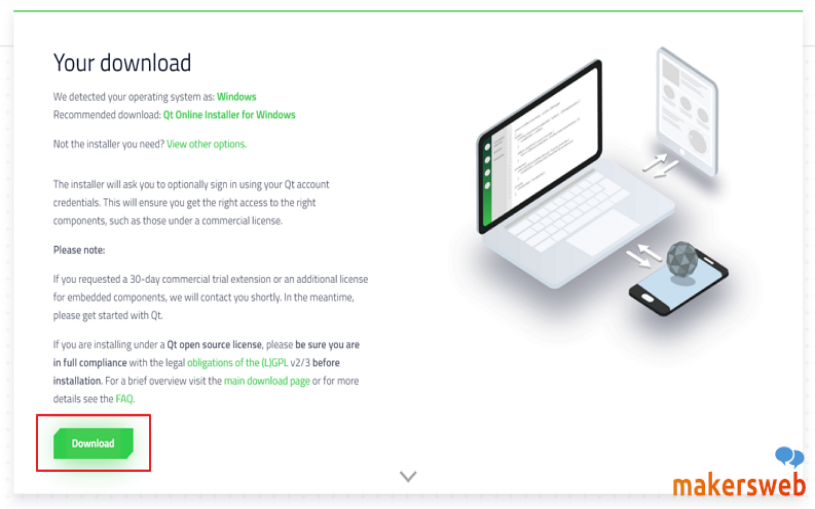 Your download
We detected your operating system as: Windows
Recommended download: Qt Online Installer for Windows
Not the installer you need? View other options.
The installer will ask you to optionally sign in using your Qt account
credentials. This will ensure you get the right access to the right
components, such as those under a commercial license.
Please note:
If you requested a 30-day commercial trial extension or an additional license
for embedded components, we will contact you shortly. In the meantime,
please get started with Qt.
If you are installing under a Qt open source license, please be sure you are
in full compliance with the legal obligations of the (L)GPL v2/3 before
installation. For a brief overview visit the main download page or for more
details see the FAQ.
Download
makersweb